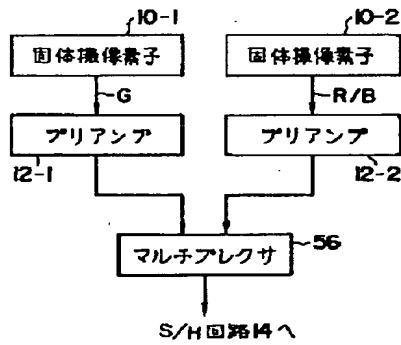 10-1 10-2
固体撮像素子 固体撮像素子
G R/B
プリアンプ プリアンプ
12-1 12-2
マルチプレクサ 56
S/H回路14へ